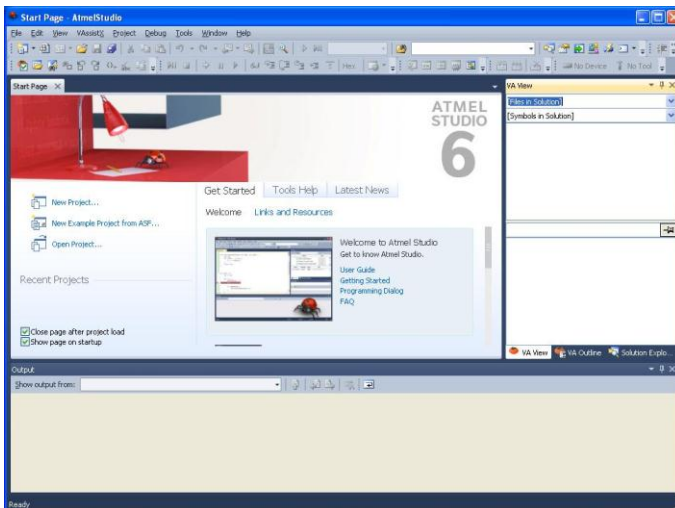 Start Page - AtmelStudio
File Edit View VAssistX Project Debug Tools Window Help
Hex
No Device No Tool
Start Page
ATMEL
STUDIO
6
New Project...
New Example Project from ASF...
Open Project...
Recent Projects
Close page after project load
Show page on startup
Get Started Tools Help Latest News
Welcome Links and Resources
Welcome to Atmel Studio
Get to know Atmel Studio.
User Guide
Getting Started
Programming Dialog
FAQ
VA View
[Files in Solution]
[Symbols in Solution]
VA View VA Outline Solution Explo...
Output
Show output from:
Ready